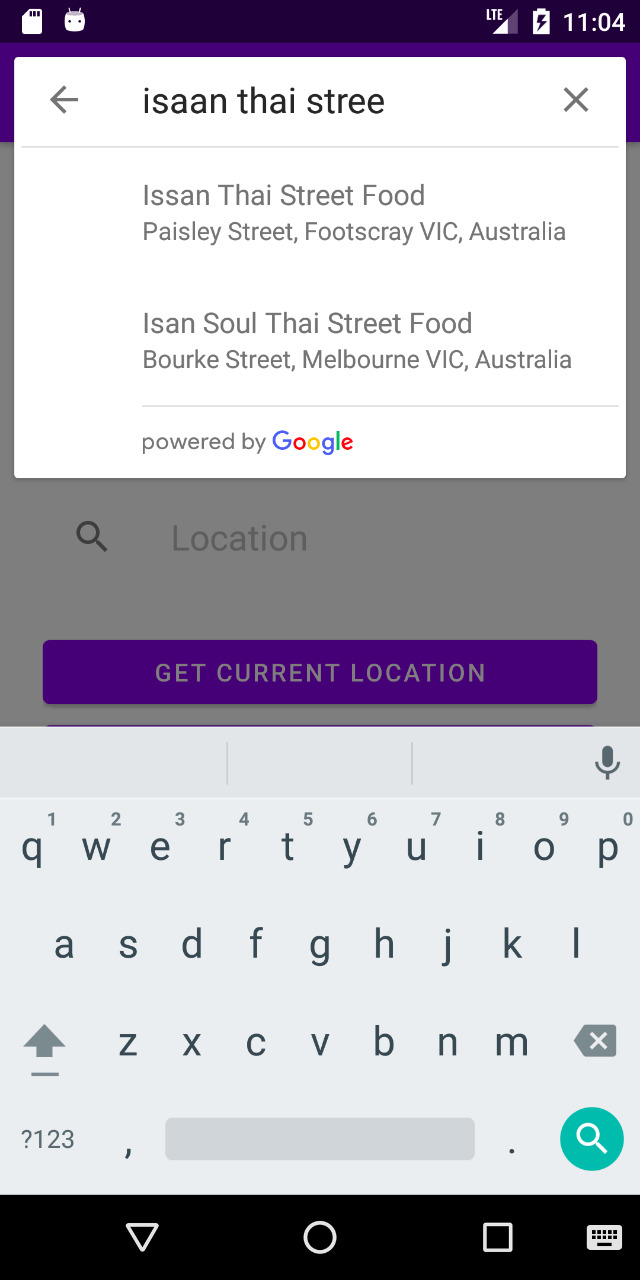 LTE 11:04
isaan thai stree
Issan Thai Street Food
Paisley Street, Footscray VIC, Australia
Isan Soul Thai Street Food
Bourke Street, Melbourne VIC, Australia
powered by Google
Location
GET CURRENT LOCATION
1 2 3 4 5 6 7 8 9 0
q w e r t y u i o p
a s d f g h j k l
z x c v b n m
?123 , .